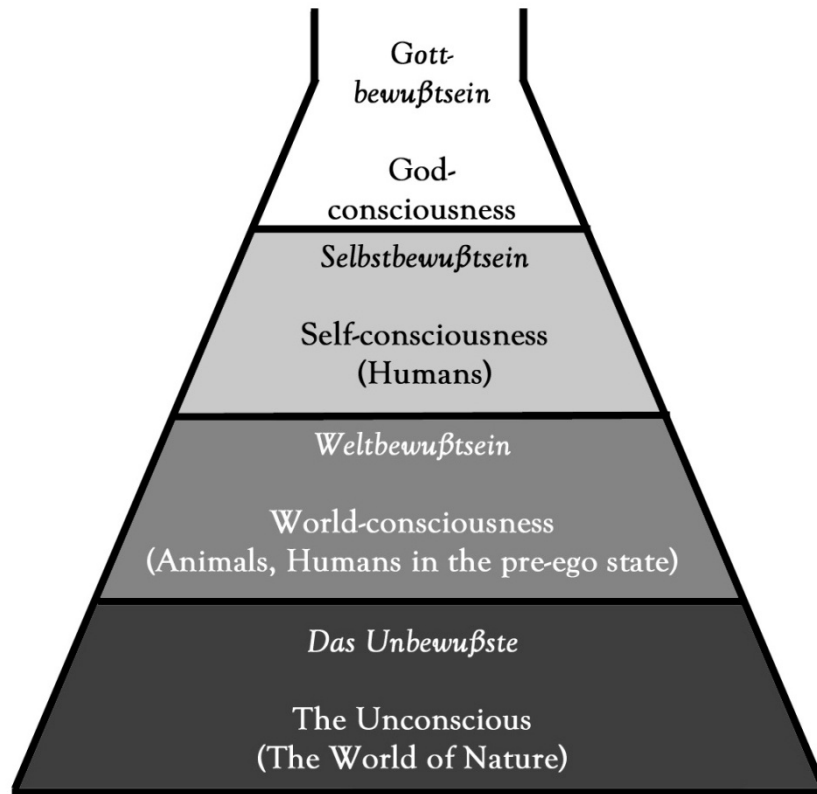 Gott-
bewußtsein
God-
consciousness
Selbstbewußtsein
Self-consciousness
(Humans)
Weltbewußtsein
World-consciousness
(Animals, Humans in the pre-ego state)
Das Unbewußste
The Unconscious
(The World of Nature)